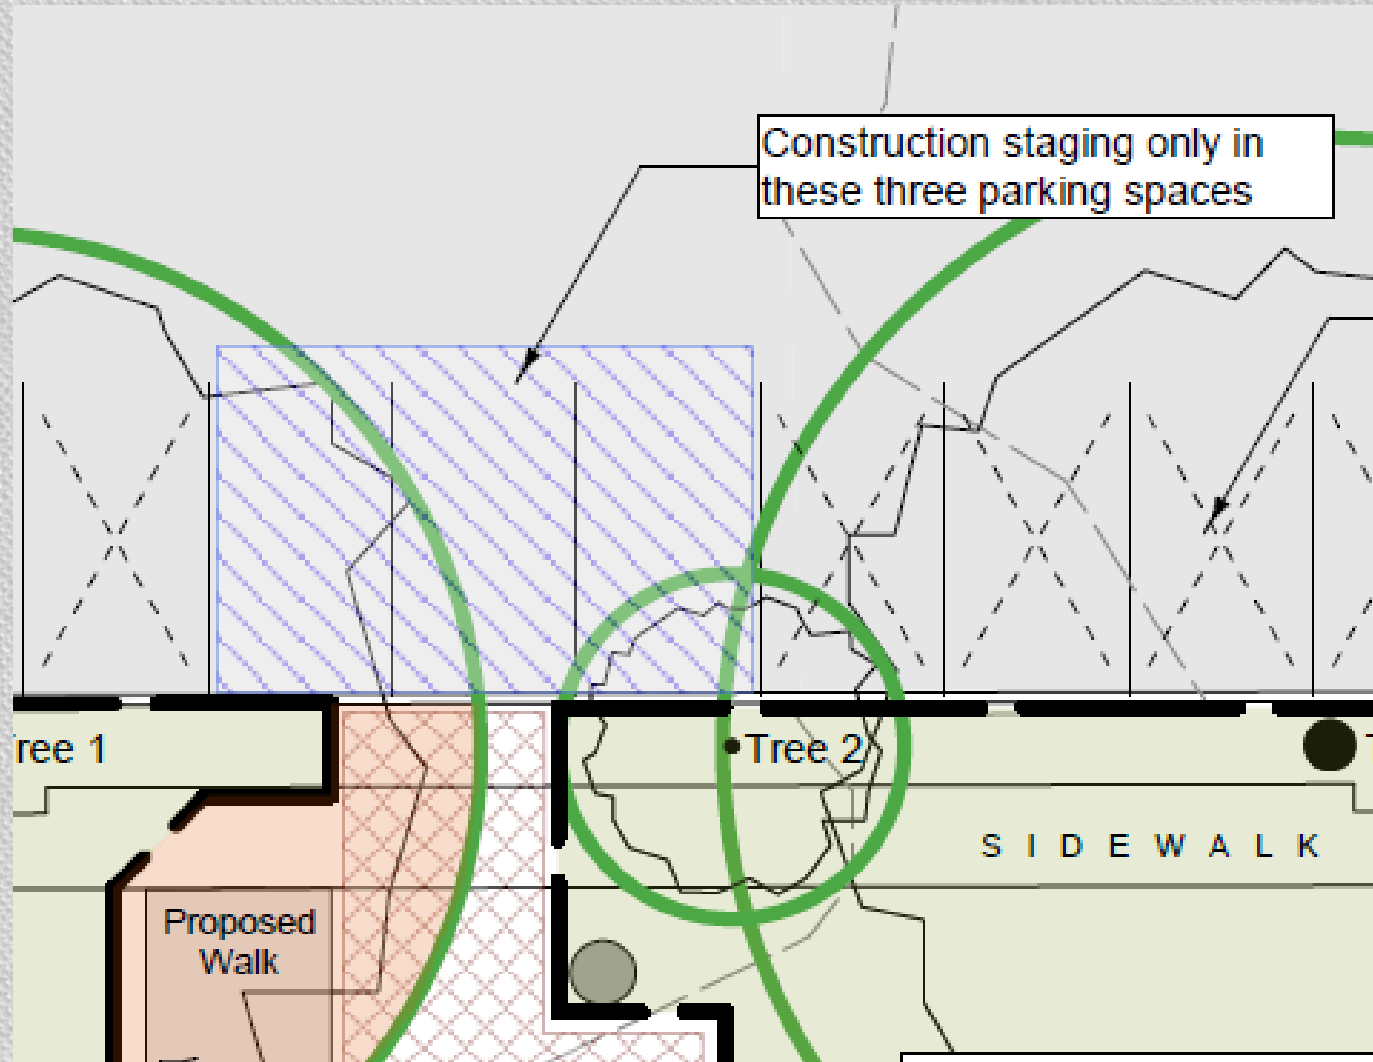 Construction staging only in
these three parking spaces
ree 1
Tree 2
SIDEWALK
Proposed
Walk